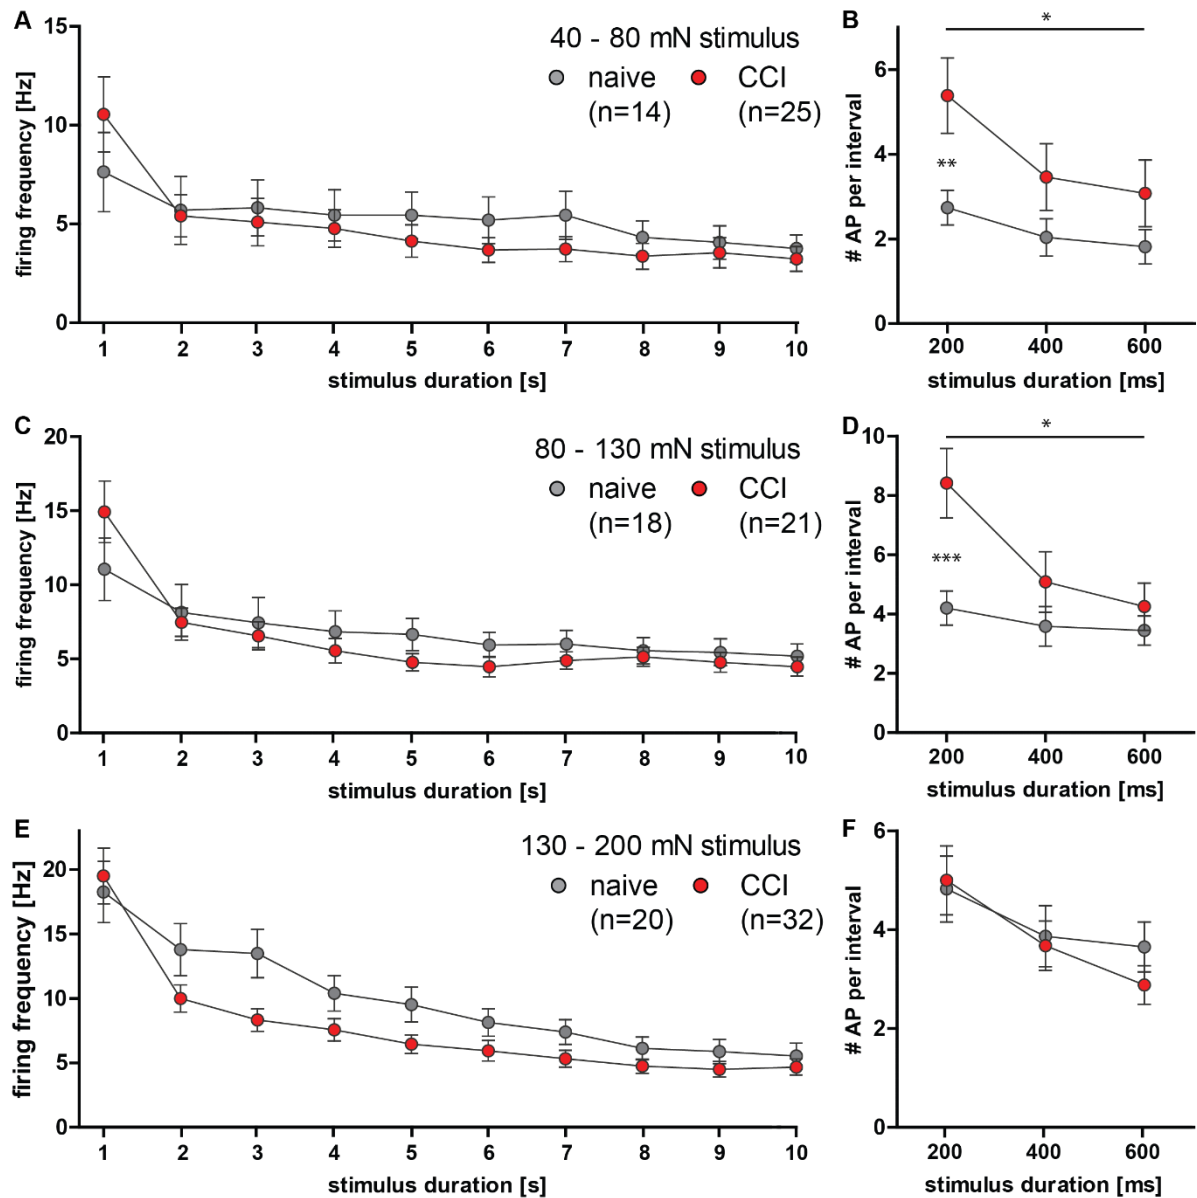 A
40 - 80 mN stimulus
naive CCI
(n=14) (n=25)
firing frequency [Hz]
15
10
5
0
1 2 3 4 5 6 7 8 9 10
stimulus duration [s]
B
*
**
# AP per interval
6
4
2
0
200 400 600
stimulus duration [ms]
C
80 - 130 mN stimulus
naive CCI
(n=18) (n=21)
firing frequency [Hz]
20
15
10
5
0
1 2 3 4 5 6 7 8 9 10
stimulus duration [s]
D
*
***
# AP per interval
10
8
6
4
2
0
200 400 600
stimulus duration [ms]
E
130 - 200 mN stimulus
naive CCI
(n=20) (n=32)
firing frequency [Hz]
20
15
10
5
0
1 2 3 4 5 6 7 8 9 10
stimulus duration [s]
F
# AP per interval
6
4
2
0
200 400 600
stimulus duration [ms]